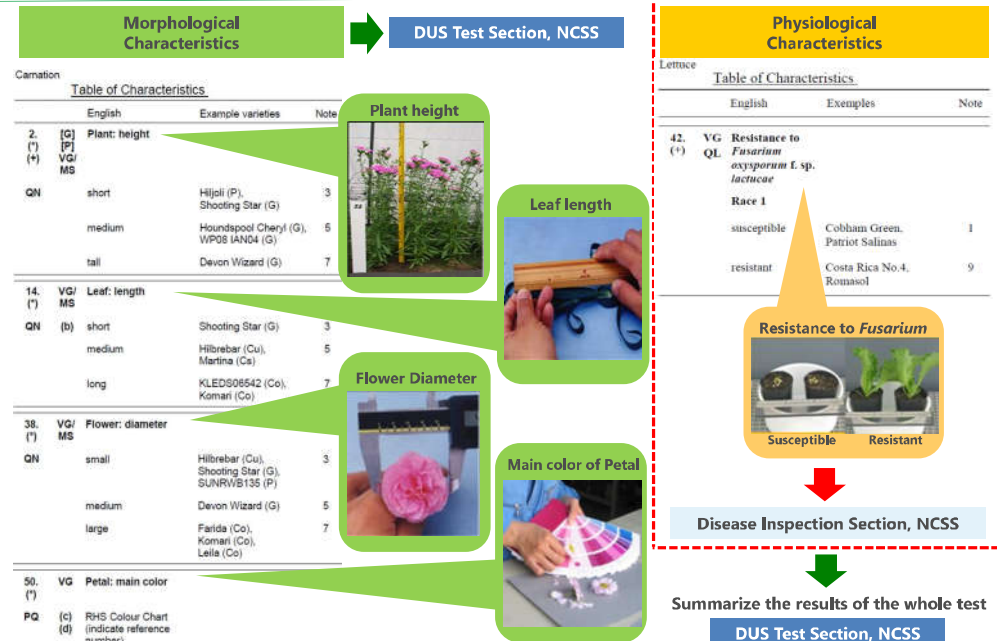 Morphological
Characteristics
DUS Test Section, NCSS
Carnation
Table of Characteristics
English Example varieties Note
2. [G] Plant: height
(*) [P]
(+) VG/
MS
QN short Hiljoli (P), 3
Shooting Star (G)
medium Houndspool Cheryl (G), 5
WP08 IAN04 (G)
tall Devon Wizard (G) 7
14. VG/ Leaf: length
(*) MS
QN (b) short Shooting Star (G) 3
medium Hilbrebar (Cu), 5
Martina (Ca)
long KLEDS06542 (Co), 7
Komari (Co)
38. VG/ Flower: diameter
(*) MS
QN small Hilbrebar (Cu), 3
Shooting Star (G),
SUNRWB135 (P)
medium Devon Wizard (G) 5
large Farida (Co), 7
Komari (Co),
Leila (Co)
50. VG Petal: main color
(*)
PQ (c) RHS Colour Chart
(d) (indicate reference
number)
Plant height
Leaf length
Flower Diameter
Main color of Petal
Physiological
Characteristics
Lettuce
Table of Characteristics
English Exemples Note
42. VG Resistance to
(+) QL Fusarium
oxysporum f. sp.
lactucae
Race 1
susceptible Cobham Green, 1
Patriot Salinas
resistant Costa Rica No.4, 9
Romasol
Resistance to Fusarium
Susceptible Resistant
Disease Inspection Section, NCSS
Summarize the results of the whole test
DUS Test Section, NCSS